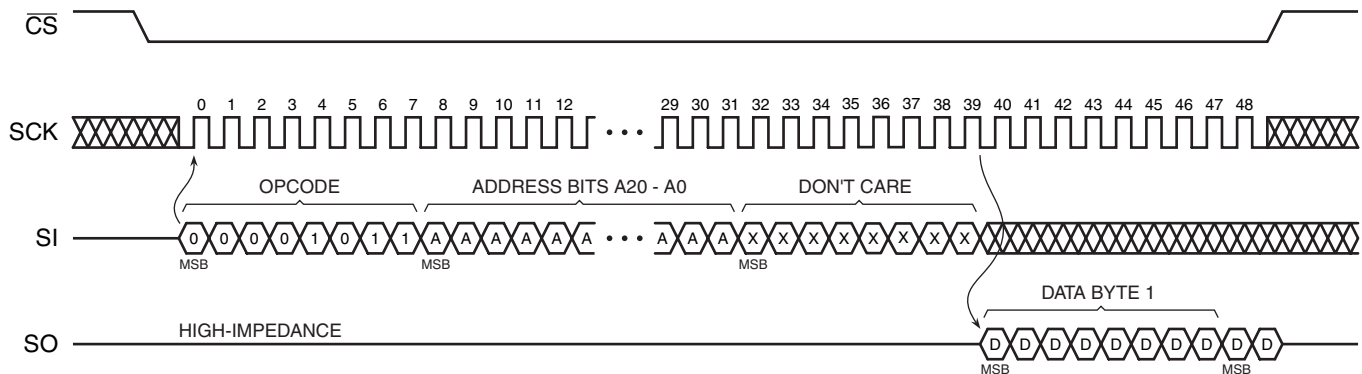 CS
0 1 2 3 4 5 6 7 8 9 10 11 12 29 30 31 32 33 34 35 36 37 38 39 40 41 42 43 44 45 46 47 48
SCK
OPCODE ADDRESS BITS A20 - A0 DON'T CARE
SI 0 0 0 0 1 0 1 1 A A A A A A A A A X X X X X X X X
MSB MSB MSB
DATA BYTE 1
HIGH-IMPEDANCE
SO D D D D D D D D D D
MSB MSB